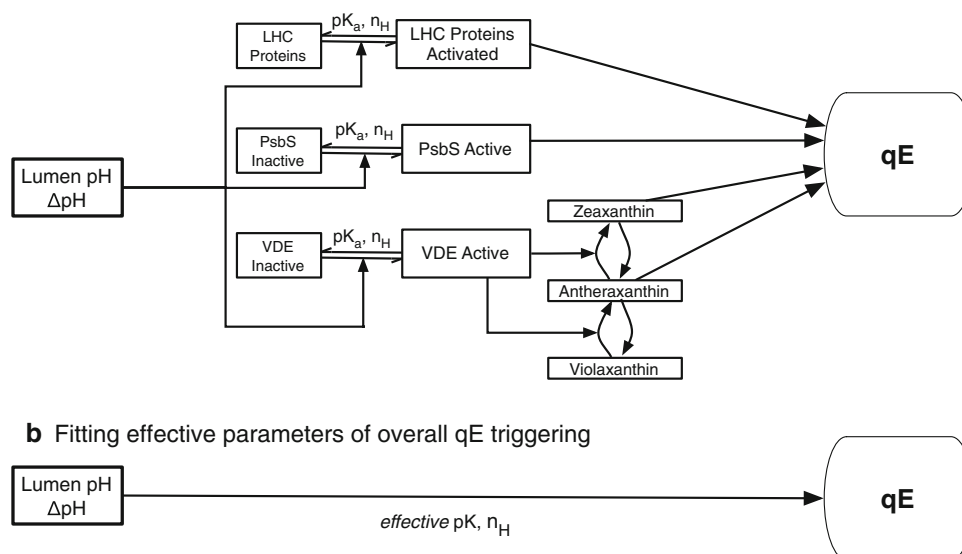 pKa, nH
LHC
Proteins
LHC Proteins
Activated
pKa, nH
PsbS
Inactive
PsbS Active
qE
Lumen pH
ΔpH
Zeaxanthin
pKa, nH
VDE
Inactive
VDE Active
Antheraxanthin
Violaxanthin
b Fitting effective parameters of overall qE triggering
Lumen pH
ΔpH
effective pK, nH
qE